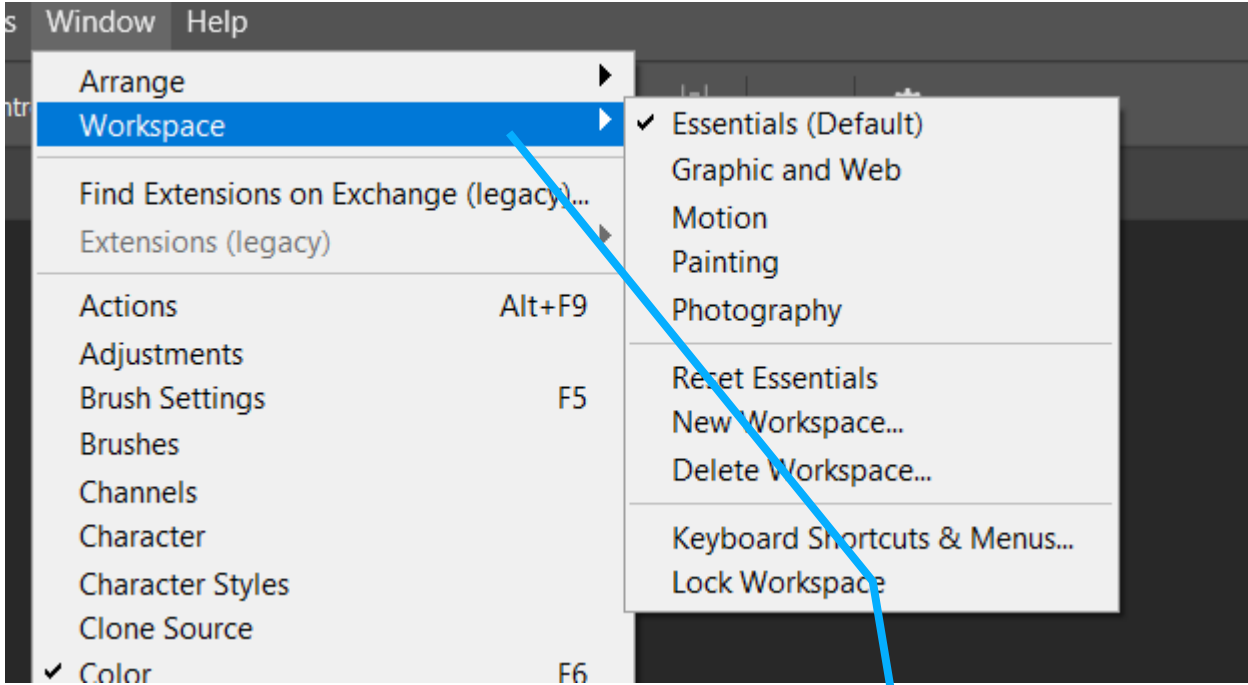 s Window Help
ntr
Arrange
Workspace
Find Extensions on Exchange (legacy)...
Extensions (legacy)
Actions Alt+F9
Adjustments
Brush Settings F5
Brushes
Channels
Character
Character Styles
Clone Source
Color F6
Essentials (Default)
Graphic and Web
Motion
Painting
Photography
Reset Essentials
New Workspace...
Delete Workspace...
Keyboard Shortcuts & Menus...
Lock Workspace